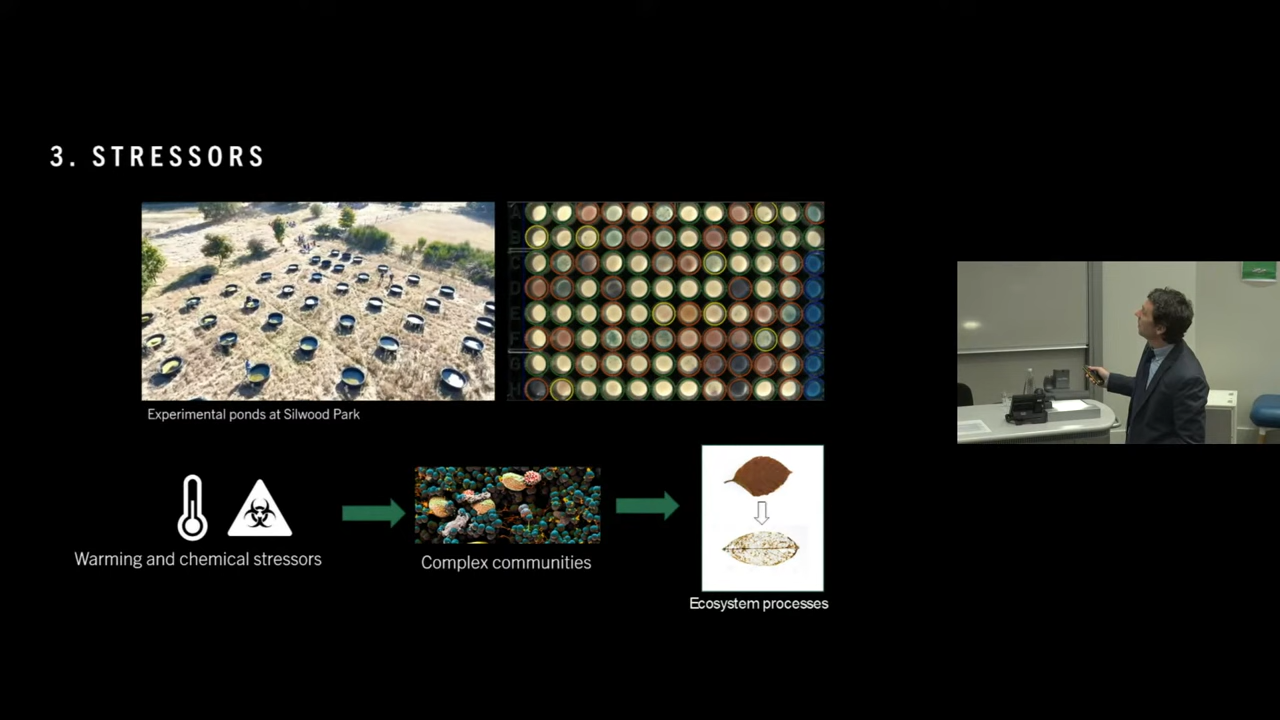 3. STRESSORS
A
B
C
D
E
F
G
H
Experimental ponds at Silwood Park
Warming and chemical stressors
Complex communities
Ecosystem processes